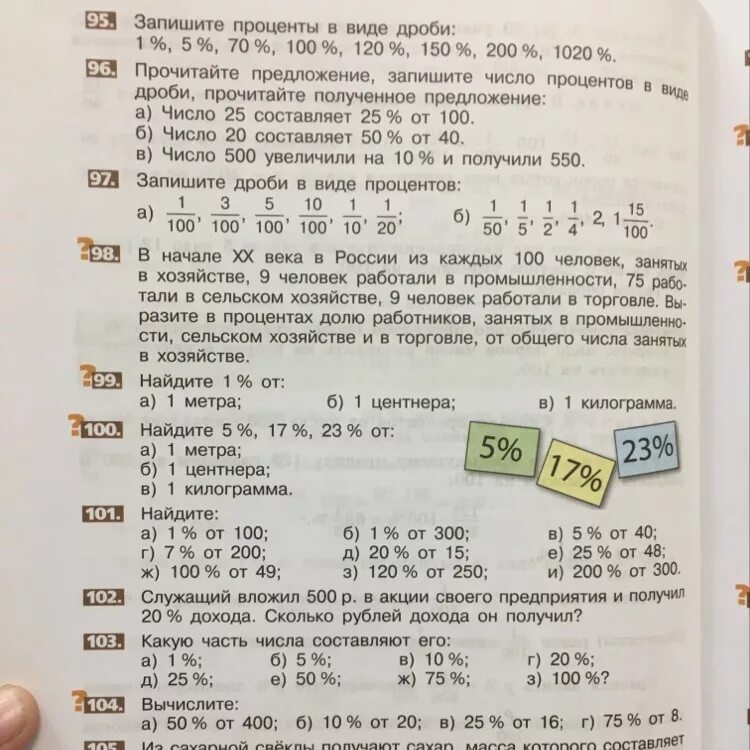 95. Запишите проценты в виде дроби:
1 %, 5 %, 70 %, 100 %, 120 %, 150 %, 200 %, 1020 %.
96. Прочитайте предложение, запишите число процентов в виде
дроби, прочитайте полученное предложение:
а) Число 25 составляет 25 % от 100.
б) Число 20 составляет 50 % от 40.
в) Число 500 увеличили на 10 % и получили 550.
97. Запишите дроби в виде процентов:
а) 1/100, 3/100, 5/100, 10/100, 1/10, 1/20; б) 1/50, 1/5, 1/2, 1/4, 2, 1 15/100.
?98. В начале XX века в России из каждых 100 человек, занятых
в хозяйстве, 9 человек работали в промышленности, 75 рабо-
тали в сельском хозяйстве, 9 человек работали в торговле. Вы-
разите в процентах долю работников, занятых в промышленно-
сти, сельском хозяйстве и в торговле, от общего числа занятых
в хозяйстве.
?99. Найдите 1 % от:
а) 1 метра; б) 1 центнера; в) 1 килограмма.
?100. Найдите 5 %, 17 %, 23 % от:
а) 1 метра;
б) 1 центнера;
в) 1 килограмма.
5% 17% 23%
101. Найдите:
а) 1 % от 100; б) 1 % от 300; в) 5 % от 40;
г) 7 % от 200; д) 20 % от 15; е) 25 % от 48;
ж) 100 % от 49; з) 120 % от 250; и) 200 % от 300.
102. Служащий вложил 500 р. в акции своего предприятия и получил
20 % дохода. Сколько рублей дохода он получил?
103. Какую часть числа составляют его:
а) 1 %; б) 5 %; в) 10 %; г) 20 %;
д) 25 %; е) 50 %; ж) 75 %; з) 100 %?
?104. Вычислите:
а) 50 % от 400; б) 10 % от 20; в) 25 % от 16; г) 75 % от 8.
105. Из сахарной свёклы получают сахар, масса которого составляет